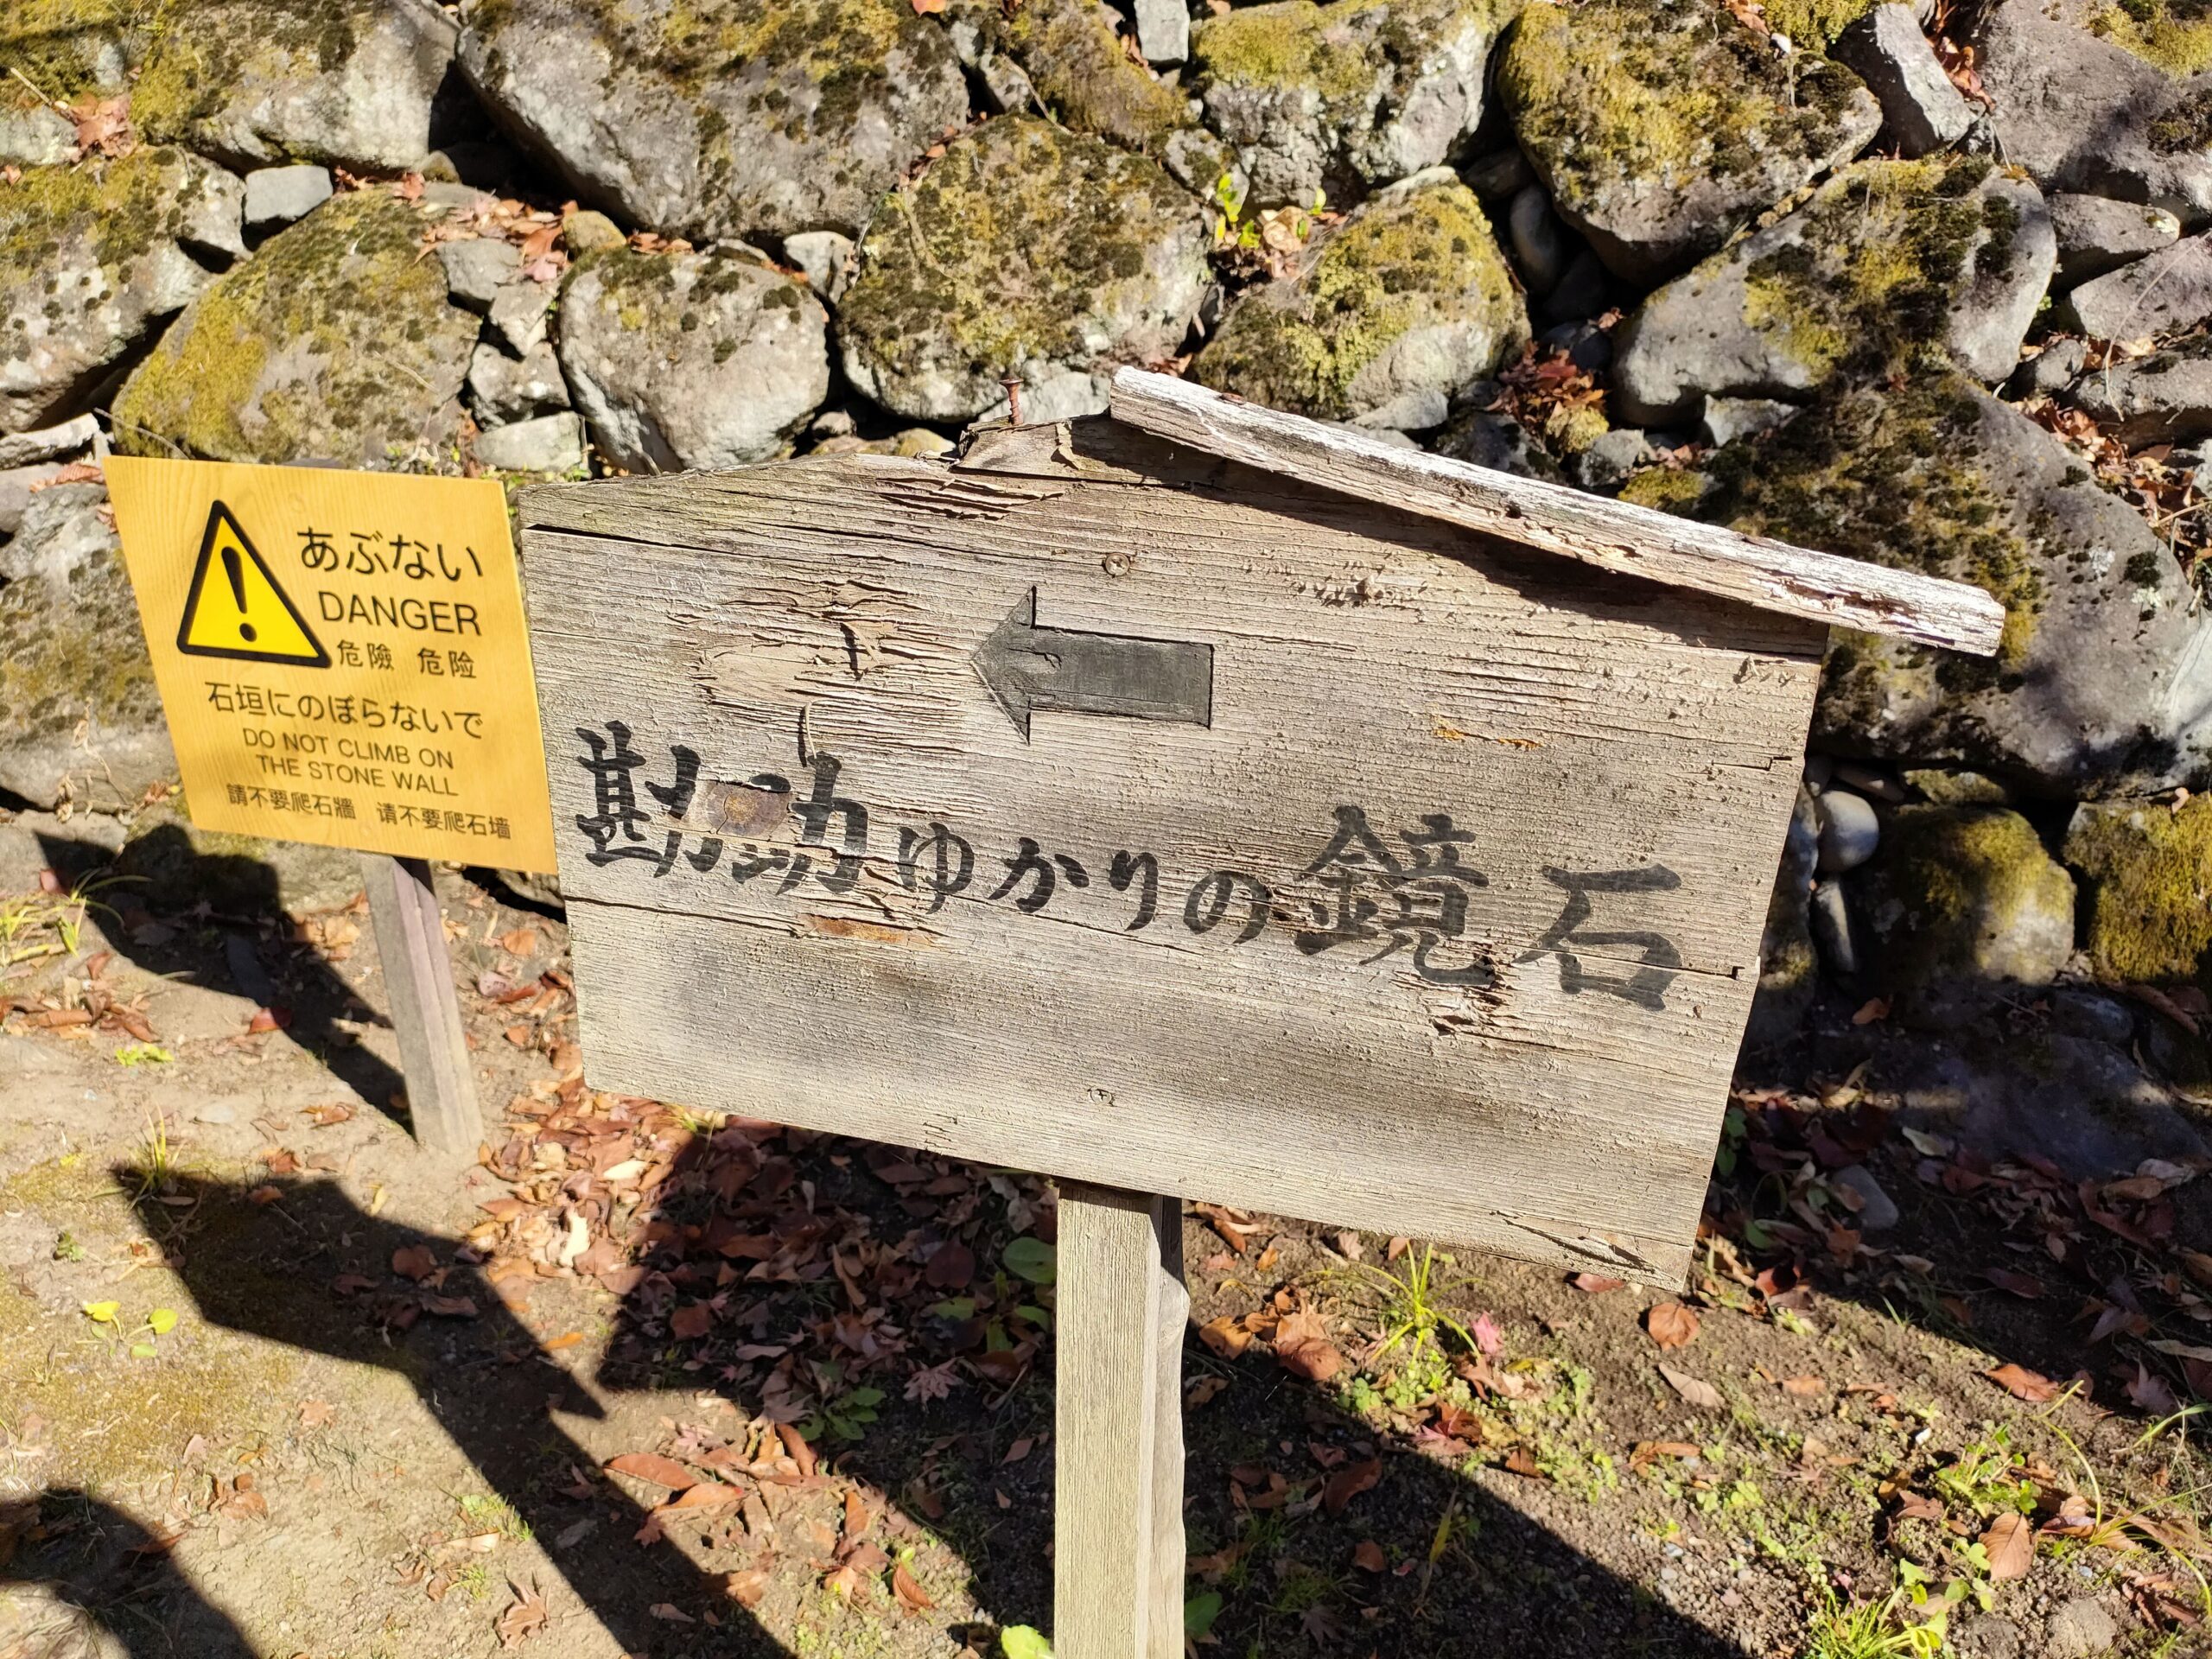 あぶない
DANGER
危險 危险
石垣にのぼらないで
DO NOT CLIMB ON
THE STONE WALL
請不要爬石牆 请不要爬石墙
勘助ゆかりの鏡石